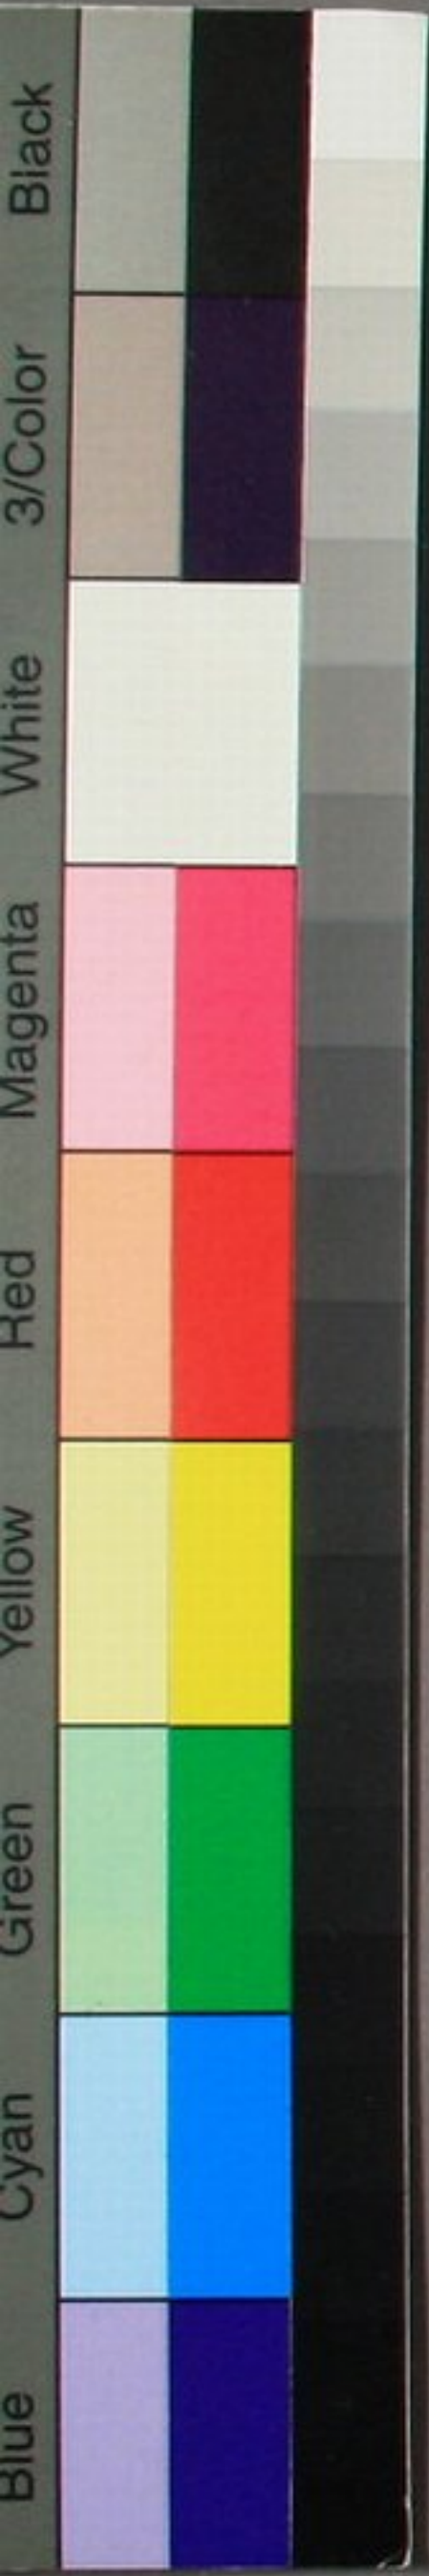 Black
3/Color
White
Magenta
Red
Yellow
Green
Cyan
Blue